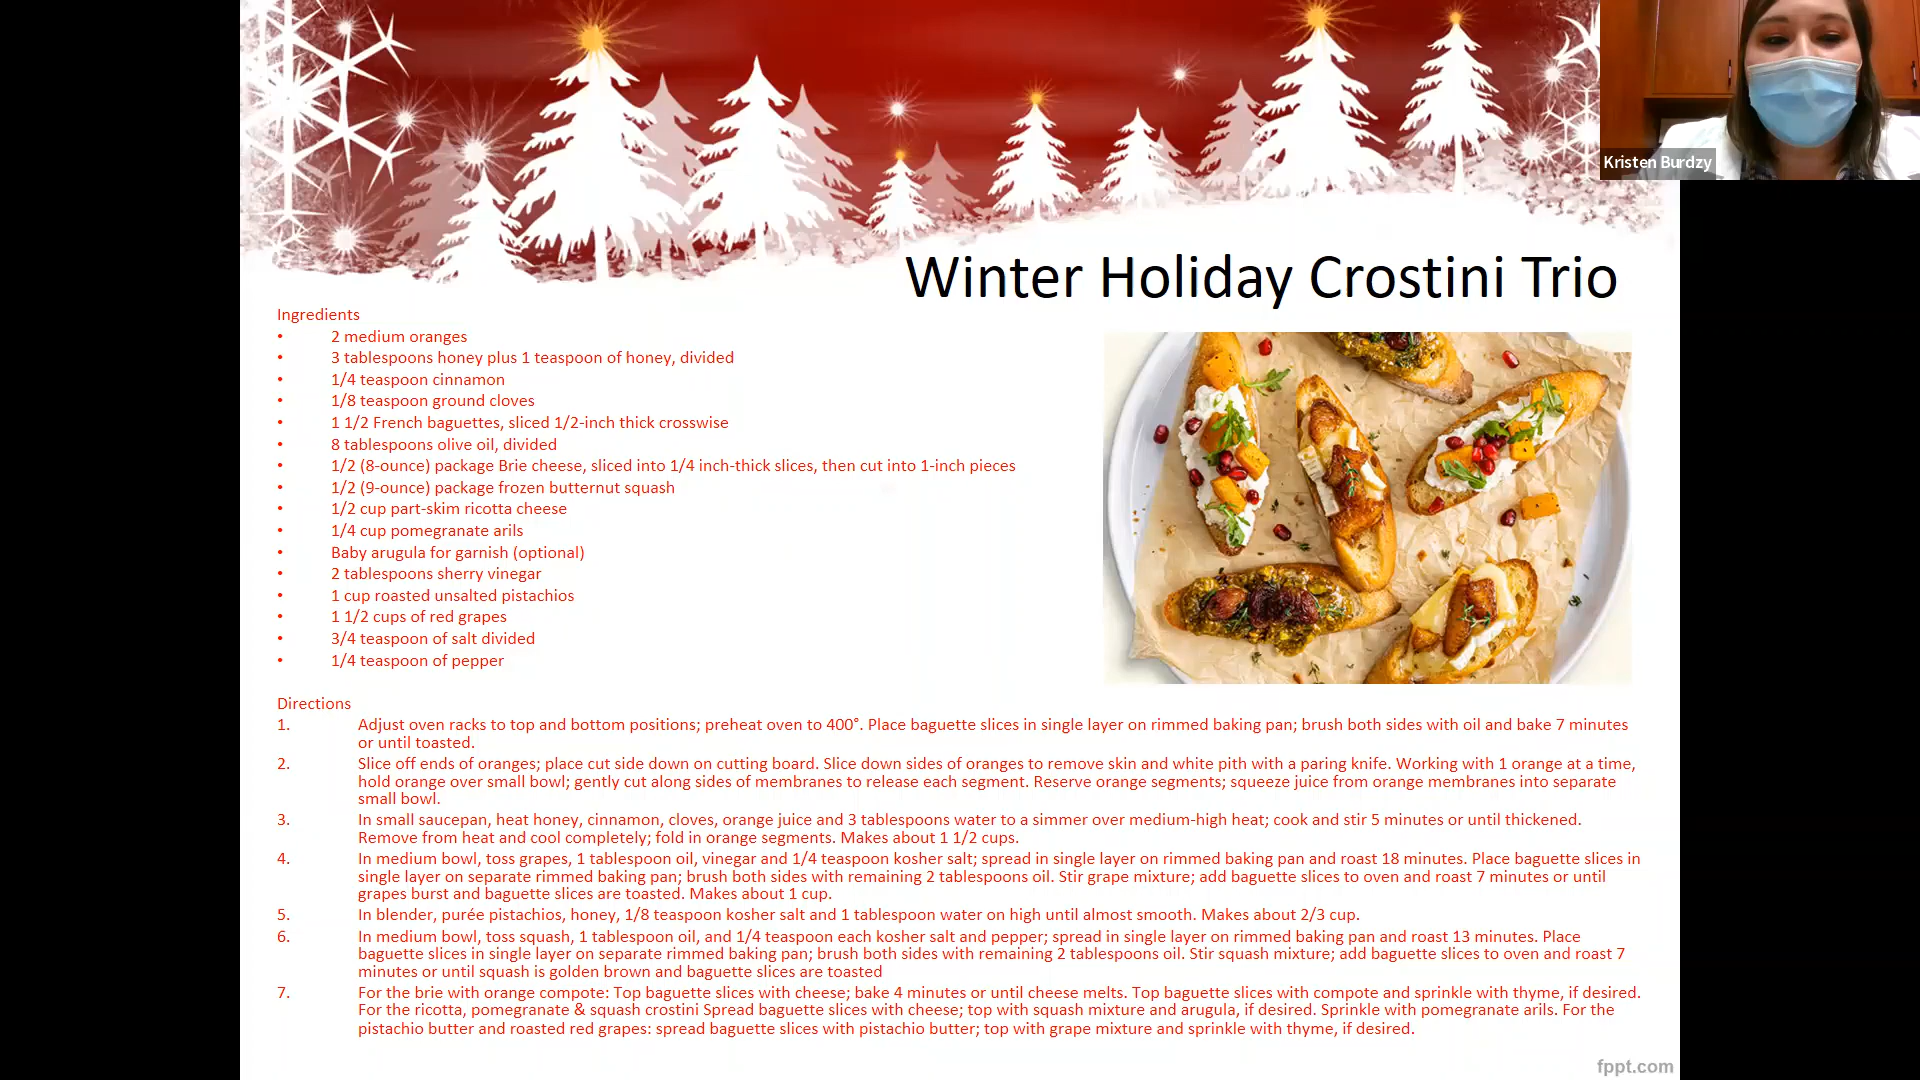 Kristen Burdzy
Winter Holiday Crostini Trio
Ingredients
• 2 medium oranges
• 3 tablespoons honey plus 1 teaspoon of honey, divided
• 1/4 teaspoon cinnamon
• 1/8 teaspoon ground cloves
• 1 1/2 French baguettes, sliced 1/2-inch thick crosswise
• 8 tablespoons olive oil, divided
• 1/2 (8-ounce) package Brie cheese, sliced into 1/4 inch-thick slices, then cut into 1-inch pieces
• 1/2 (9-ounce) package frozen butternut squash
• 1/2 cup part-skim ricotta cheese
• 1/4 cup pomegranate arils
• Baby arugula for garnish (optional)
• 2 tablespoons sherry vinegar
• 1 cup roasted unsalted pistachios
• 1 1/2 cups of red grapes
• 3/4 teaspoon of salt divided
• 1/4 teaspoon of pepper
Directions
1. Adjust oven racks to top and bottom positions; preheat oven to 400°. Place baguette slices in single layer on rimmed baking pan; brush both sides with oil and bake 7 minutes
or until toasted.
2. Slice off ends of oranges; place cut side down on cutting board. Slice down sides of oranges to remove skin and white pith with a paring knife. Working with 1 orange at a time,
hold orange over small bowl; gently cut along sides of membranes to release each segment. Reserve orange segments; squeeze juice from orange membranes into separate
small bowl.
3. In small saucepan, heat honey, cinnamon, cloves, orange juice and 3 tablespoons water to a simmer over medium-high heat; cook and stir 5 minutes or until thickened.
Remove from heat and cool completely; fold in orange segments. Makes about 1 1/2 cups.
4. In medium bowl, toss grapes, 1 tablespoon oil, vinegar and 1/4 teaspoon kosher salt; spread in single layer on rimmed baking pan and roast 18 minutes. Place baguette slices in
single layer on separate rimmed baking pan; brush both sides with remaining 2 tablespoons oil. Stir grape mixture; add baguette slices to oven and roast 7 minutes or until
grapes burst and baguette slices are toasted. Makes about 1 cup.
5. In blender, purée pistachios, honey, 1/8 teaspoon kosher salt and 1 tablespoon water on high until almost smooth. Makes about 2/3 cup.
6. In medium bowl, toss squash, 1 tablespoon oil, and 1/4 teaspoon each kosher salt and pepper; spread in single layer on rimmed baking pan and roast 13 minutes. Place
baguette slices in single layer on separate rimmed baking pan; brush both sides with remaining 2 tablespoons oil. Stir squash mixture; add baguette slices to oven and roast 7
minutes or until squash is golden brown and baguette slices are toasted
7. For the brie with orange compote: Top baguette slices with cheese; bake 4 minutes or until cheese melts. Top baguette slices with compote and sprinkle with thyme, if desired.
For the ricotta, pomegranate & squash crostini Spread baguette slices with cheese; top with squash mixture and arugula, if desired. Sprinkle with pomegranate arils. For the
pistachio butter and roasted red grapes: spread baguette slices with pistachio butter; top with grape mixture and sprinkle with thyme, if desired.
fppt.com